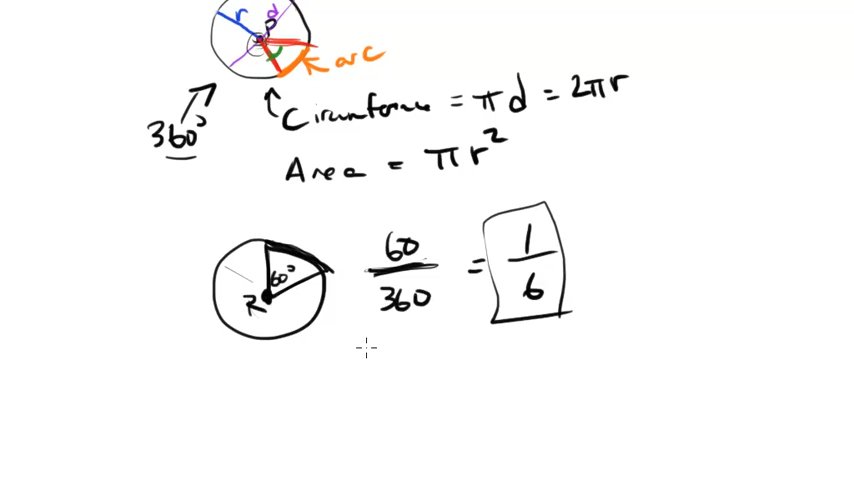 r d
P
arc
Circumference = πd = 2πr
360°
Area = πr²
60°
R
60/360 = 1/6